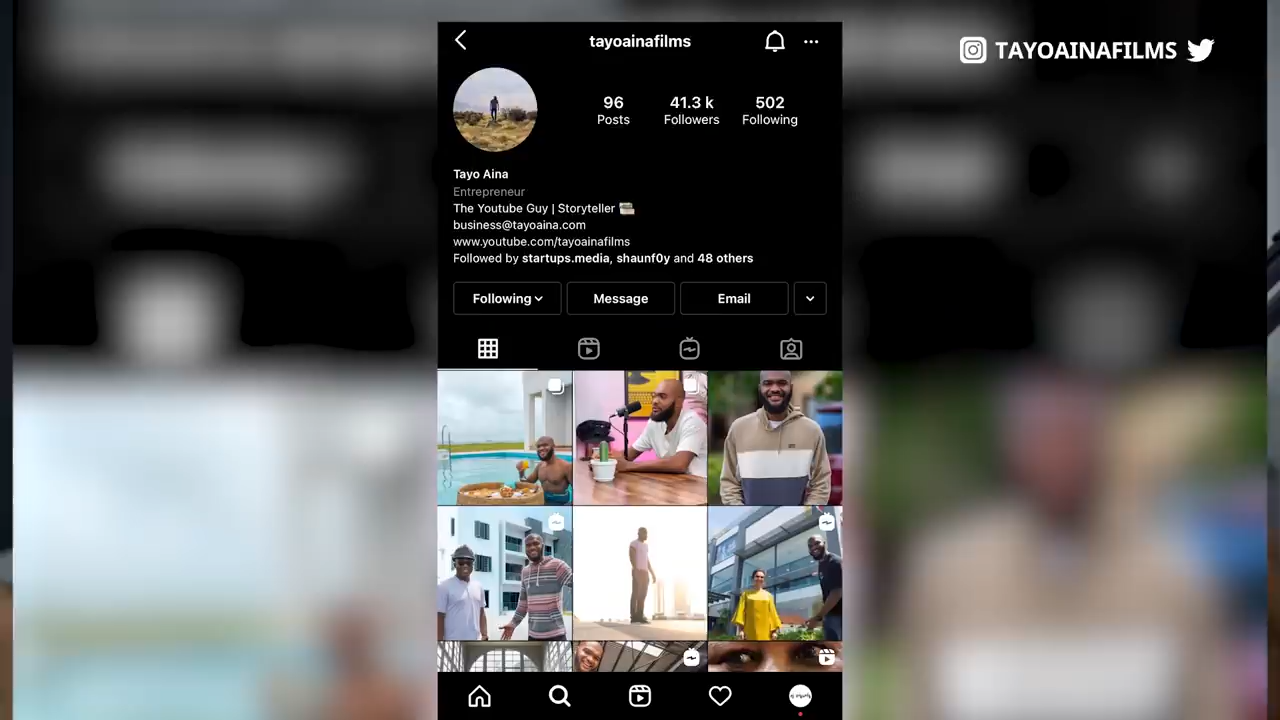 tayoainafilms
TAYOAINAFILMS
96 41.3 k 502
Posts Followers Following
Tayo Aina
Entrepreneur
The Youtube Guy | Storyteller
business@tayoaina.com
www.youtube.com/tayoainafilms
Followed by startups.media, shaunf0y and 48 others
Following Message Email